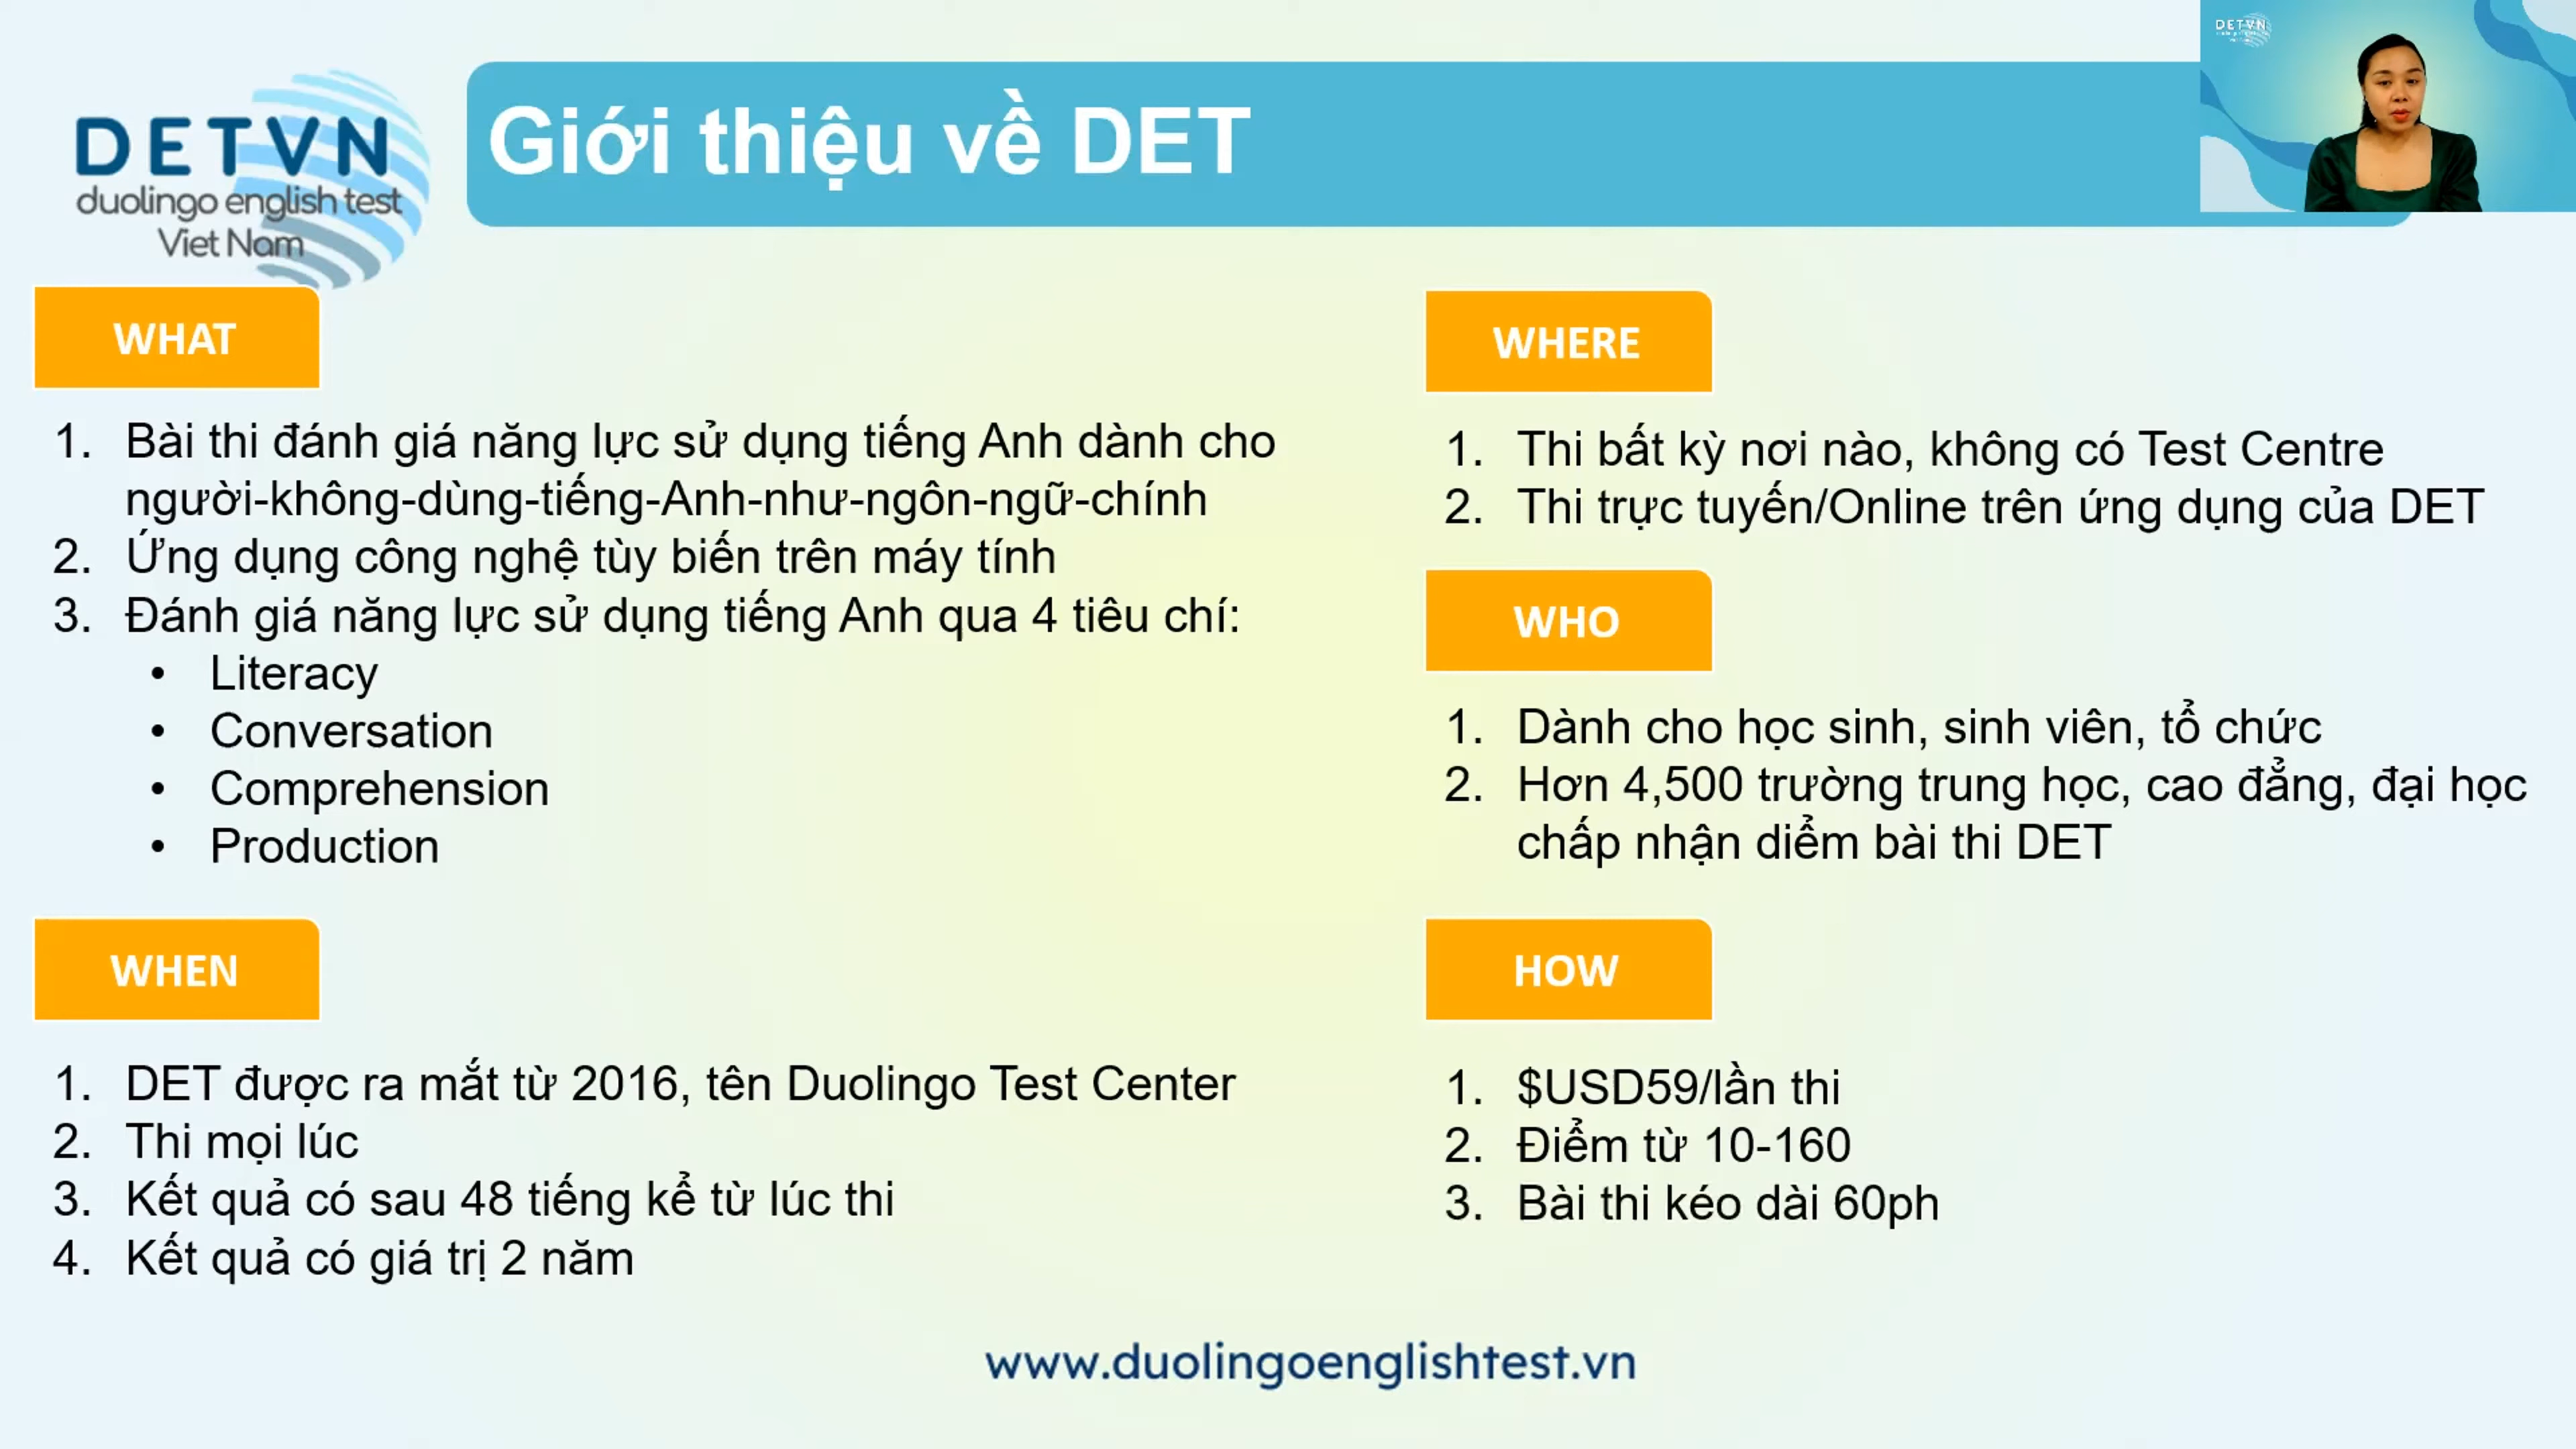 DETVN
duolingo english test
Viet Nam
Giới thiệu về DET
DETVN
WHAT
1. Bài thi đánh giá năng lực sử dụng tiếng Anh dành cho
người-không-dùng-tiếng-Anh-như-ngôn-ngữ-chính
2. Ứng dụng công nghệ tùy biến trên máy tính
3. Đánh giá năng lực sử dụng tiếng Anh qua 4 tiêu chí:
• Literacy
• Conversation
• Comprehension
• Production
WHEN
1. DET được ra mắt từ 2016, tên Duolingo Test Center
2. Thi mọi lúc
3. Kết quả có sau 48 tiếng kể từ lúc thi
4. Kết quả có giá trị 2 năm
WHERE
1. Thi bất kỳ nơi nào, không có Test Centre
2. Thi trực tuyến/Online trên ứng dụng của DET
WHO
1. Dành cho học sinh, sinh viên, tổ chức
2. Hơn 4,500 trường trung học, cao đẳng, đại học
chấp nhận diểm bài thi DET
HOW
1. $USD59/lần thi
2. Điểm từ 10-160
3. Bài thi kéo dài 60ph
www.duolingoenglishtest.vn